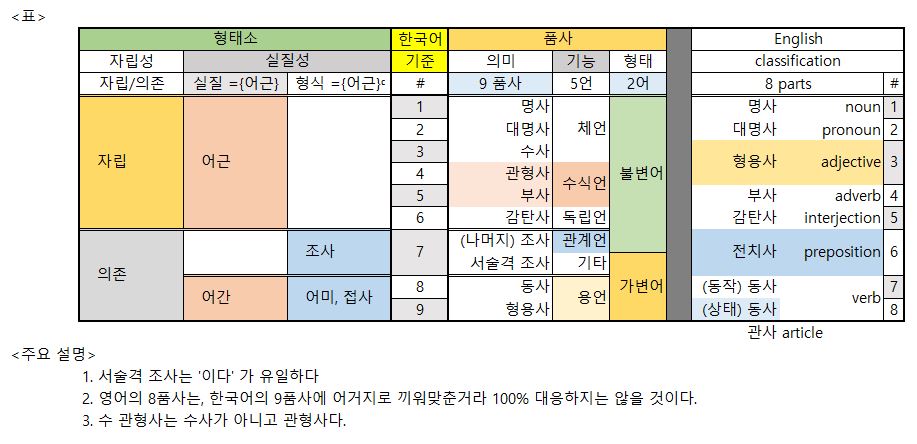 <표>
형태소 한국어 품사 English
자립성 실질성 기준 의미 기능 형태 classification
자립/의존 실질 ={어근} 형식 ={어근}ᶜ # 9 품사 5언 2어 8 parts #
자립 어근 1 명사 체언 불변어 명사 noun 1
2 대명사 대명사 pronoun 2
3 수사 형용사 adjective 3
4 관형사 수식언
5 부사 부사 adverb 4
6 감탄사 독립언 감탄사 interjection 5
의존 조사 7 (나머지) 조사 관계언 전치사 preposition 6
서술격 조사 기타 가변어
어간 어미, 접사 8 동사 용언 (동작) 동사 verb 7
9 형용사 (상태) 동사 8
관사 article
<주요 설명>
1. 서술격 조사는 '이다' 가 유일하다
2. 영어의 8품사는, 한국어의 9품사에 어거지로 끼워맞춘거라 100% 대응하지는 않을 것이다.
3. 수 관형사는 수사가 아니고 관형사다.